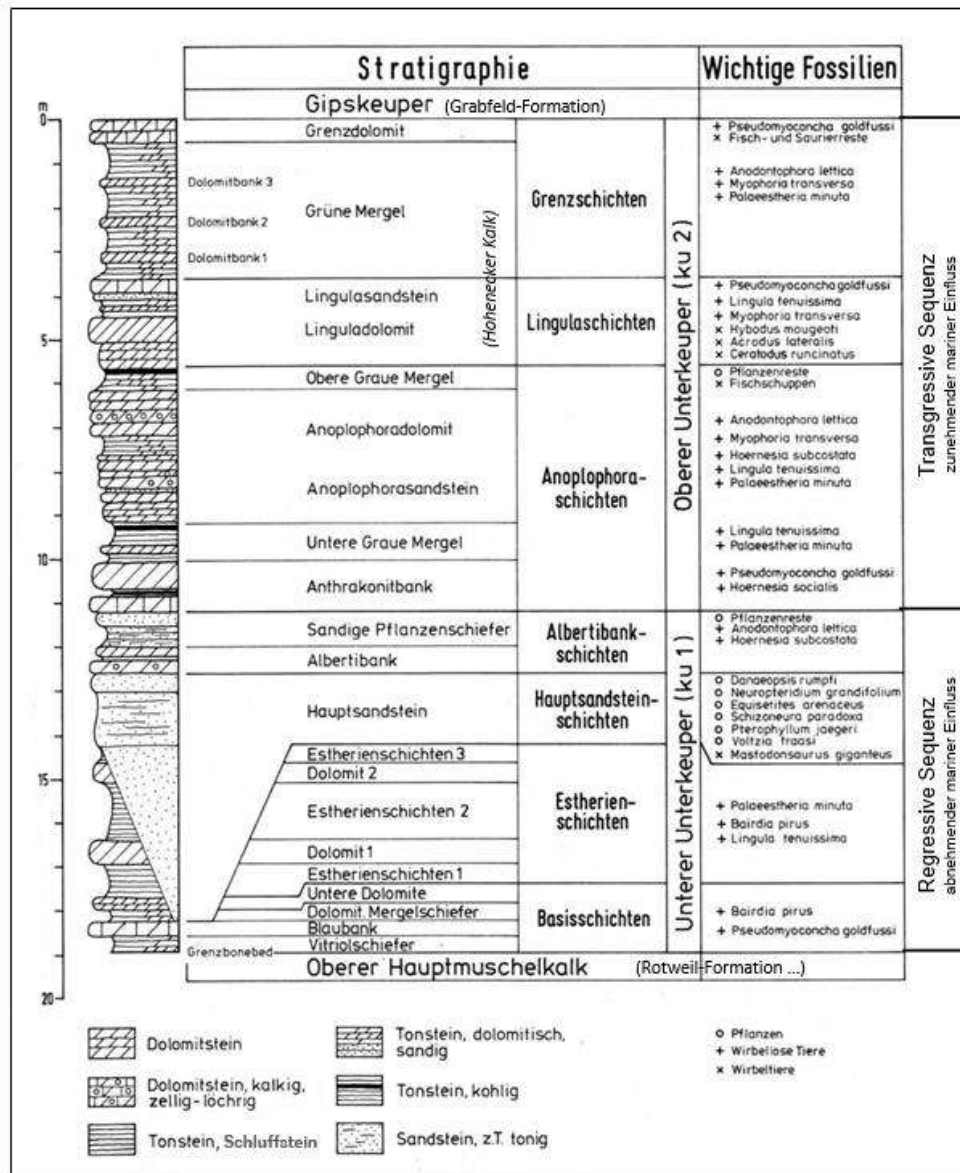 Stratigraphie
Wichtige Fossilien
Gipskeuper (Grabfeld-Formation)
m
0
5
10
15
20
Grenzdolomit
Dolomitbank 3
Grüne Mergel
Dolomitbank 2
Dolomitbank 1
(Hohenecker Kalk)
Lingulasandstein
Linguladolomit
Obere Graue Mergel
Anoplophoradolomit
Anoplophorasandstein
Untere Graue Mergel
Anthrakonitbank
Sandige Pflanzenschiefer
Albertibank
Hauptsandstein
Estherienschichten 3
Dolomit 2
Estherienschichten 2
Dolomit 1
Estherienschichten 1
Untere Dolomite
Dolomit. Mergelschiefer
Blaubank
Vitriolschiefer
Grenzbonebed
Grenzschichten
Lingulaschichten
Anoplophora-
schichten
Albertibank-
schichten
Hauptsandstein-
schichten
Estherien-
schichten
Basisschichten
Oberer Unterkeuper (ku 2)
Unterer Unterkeuper (ku 1)
+ Pseudomyoconcha goldfussi
x Fisch- und Saurierreste
+ Anodontophora lettica
+ Myophoria transversa
+ Palaeestheria minuta
+ Pseudomyoconcha goldfussi
+ Lingula tenuissima
+ Myophoria transversa
x Hybodus mougeoti
x Acrodus lateralis
x Ceratodus runcinatus
o Pflanzenreste
x Fischschuppen
+ Anodontophora lettica
+ Myophoria transversa
+ Hoernesia subcostata
+ Lingula tenuissima
+ Palaeestheria minuta
+ Lingula tenuissima
+ Palaeestheria minuta
+ Pseudomyoconcha goldfussi
+ Hoernesia socialis
o Pflanzenreste
+ Anodontophora lettica
+ Hoernesia subcostata
o Danaeopsis rumpfi
o Neuropteridium grandifolium
o Equisetites arenaceus
o Schizoneura paradoxa
o Pterophyllum jaegeri
o Voltzia fraasi
x Mastodonsaurus giganteus
+ Palaeestheria minuta
+ Bairdia pirus
+ Lingula tenuissima
+ Bairdia pirus
+ Pseudomyoconcha goldfussi
Transgressive Sequenz
zunehmender mariner Einfluss
Regressive Sequenz
abnehmender mariner Einfluss
Oberer Hauptmuschelkalk (Rotweil-Formation ...)
Dolomitstein
Dolomitstein, kalkig,
zellig-löchrig
Tonstein, Schluffstein
Tonstein, dolomitisch,
sandig
Tonstein, kohlig
Sandstein, z.T. tonig
o Pflanzen
+ Wirbellose Tiere
x Wirbeltiere